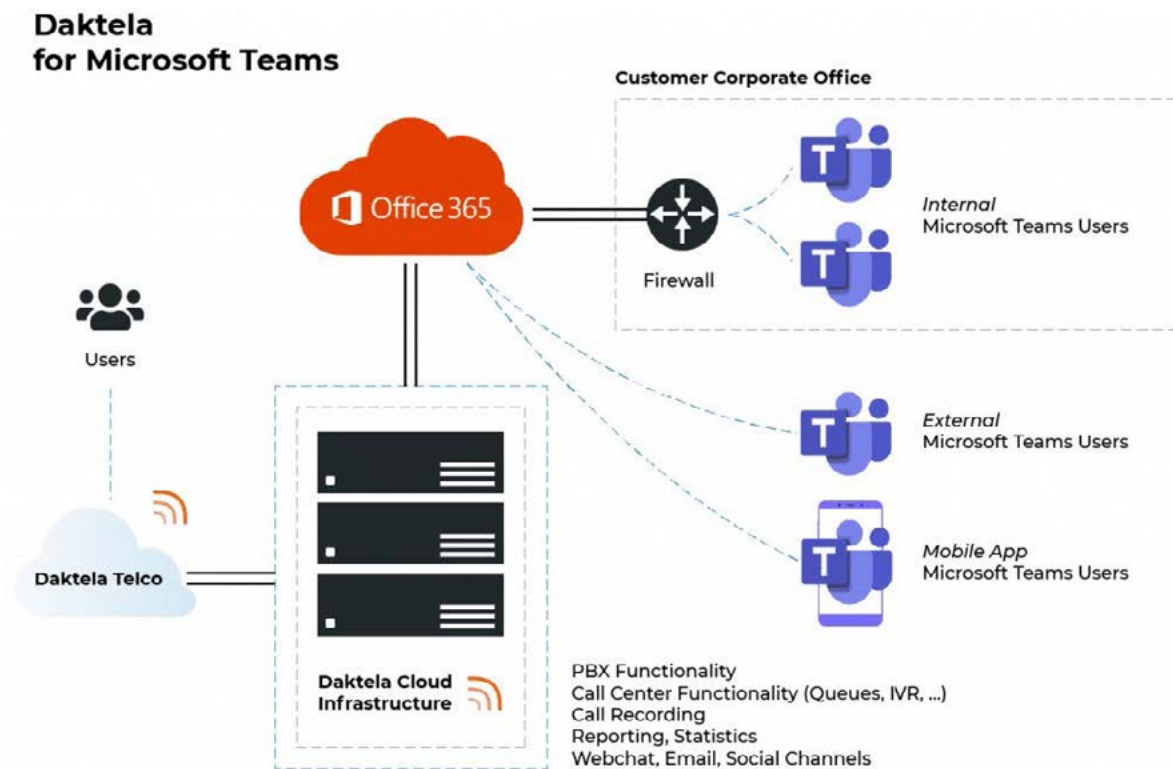 Daktela
for Microsoft Teams
Customer Corporate Office
Office 365
T
T
Internal
Microsoft Teams Users
Firewall
Users
T
External
Microsoft Teams Users
T
Mobile App
Microsoft Teams Users
Daktela Telco
Daktela Cloud
Infrastructure
PBX Functionality
Call Center Functionality (Queues, IVR, ...)
Call Recording
Reporting, Statistics
Webchat, Email, Social Channels